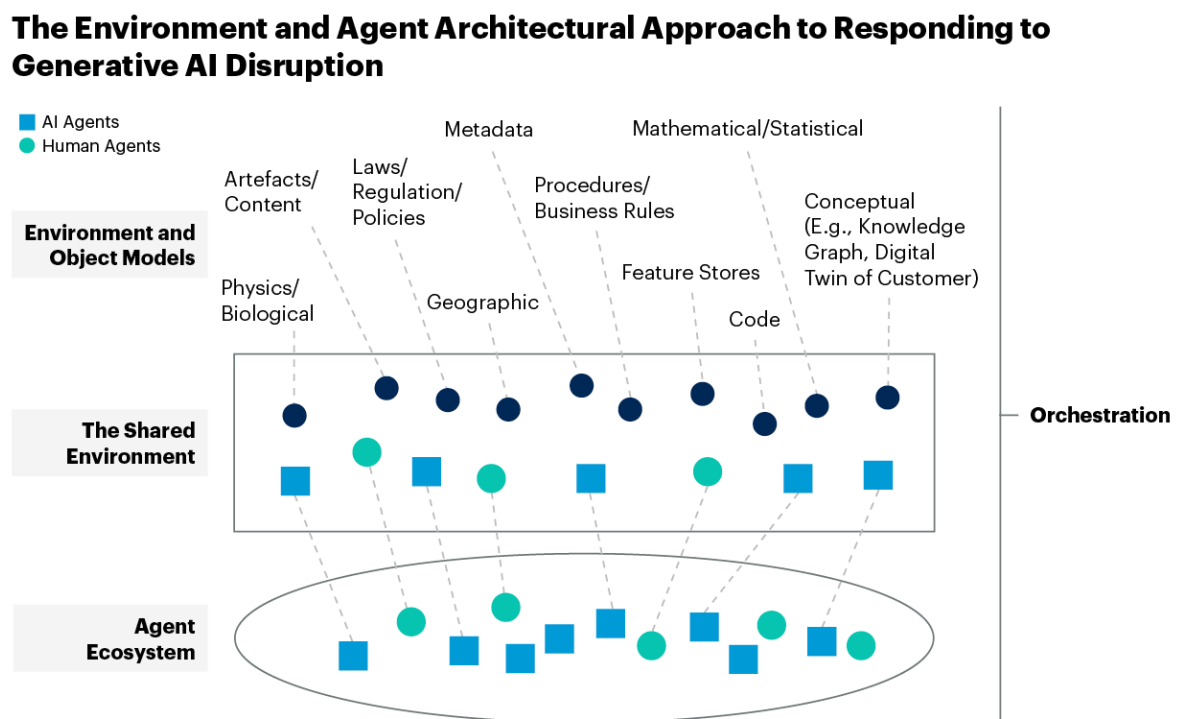 The Environment and Agent Architectural Approach to Responding to
Generative AI Disruption
AI Agents
Human Agents
Metadata
Mathematical/Statistical
Artefacts/
Content
Laws/
Regulation/
Policies
Procedures/
Business Rules
Conceptual
(E.g., Knowledge
Graph, Digital
Twin of Customer)
Environment and
Object Models
Physics/
Biological
Geographic
Feature Stores
Code
The Shared
Environment
Orchestration
Agent
Ecosystem